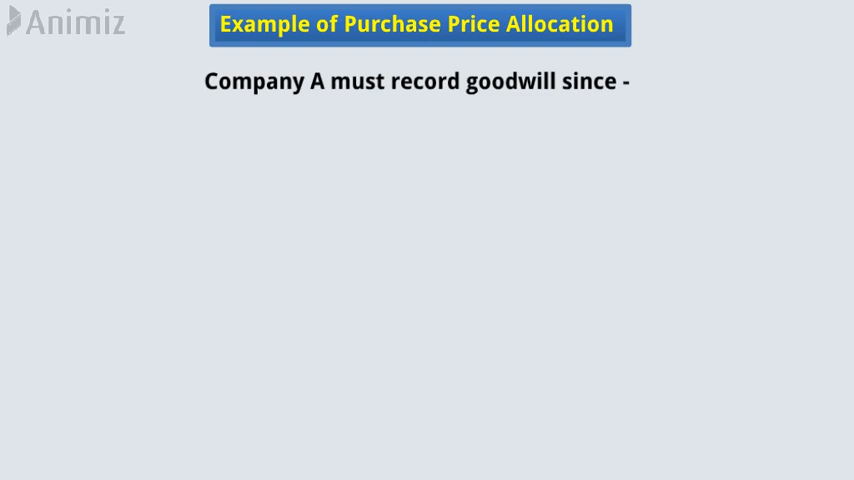 Animiz
Example of Purchase Price Allocation
Company A must record goodwill since -